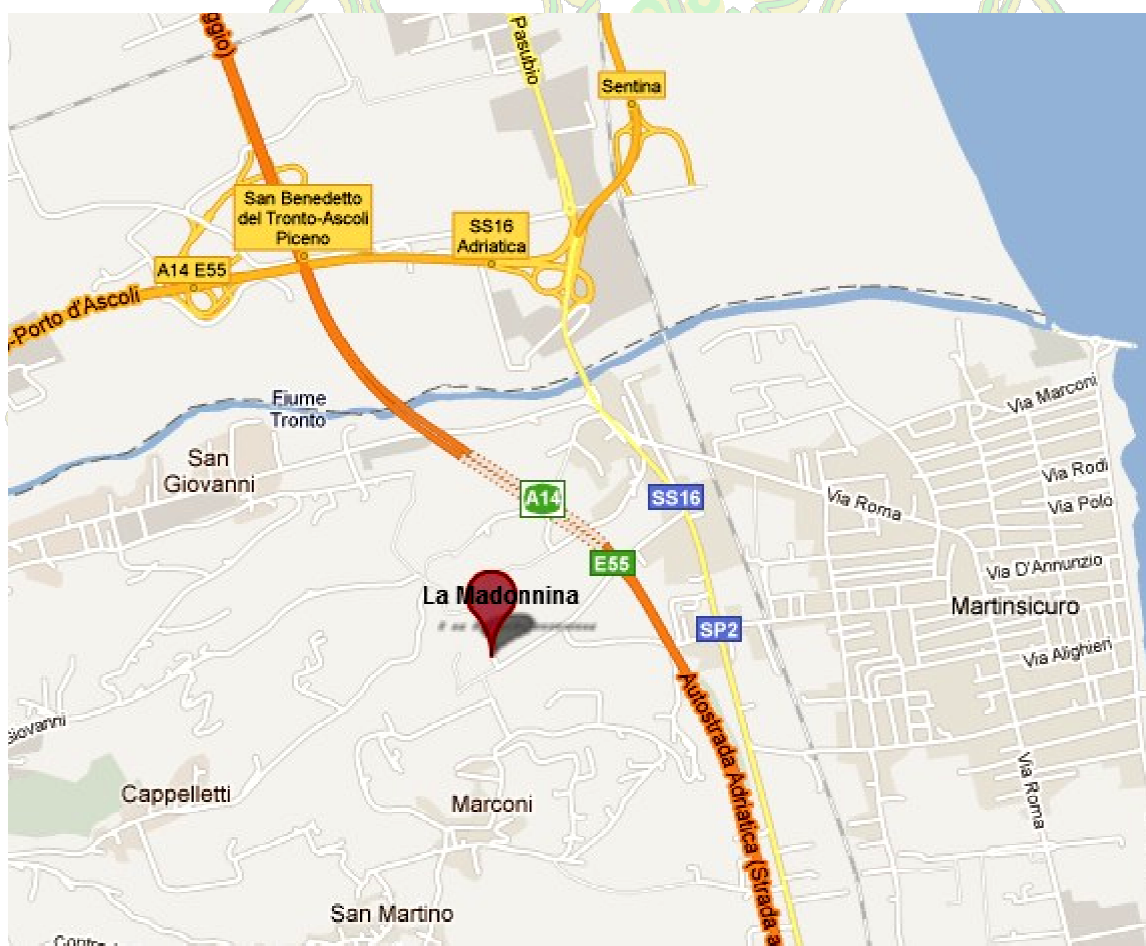 ggio)
Pasubio
Sentina
San Benedetto
del Tronto-Ascoli
Piceno
SS16
Adriatica
A14 E55
-Porto d'Ascoli
Fiume
Tronto
Via Marconi
San
Giovanni
Via Rodi
A14
SS16
Via Roma
Via Polo
E55
Via D'Annunzio
La Madonnina
Martinsicuro
SP2
Via Alighieri
Giovanni
Autostrada Adriatica (Strada a
Cappelletti
Marconi
Via Roma
San Martino
Contra